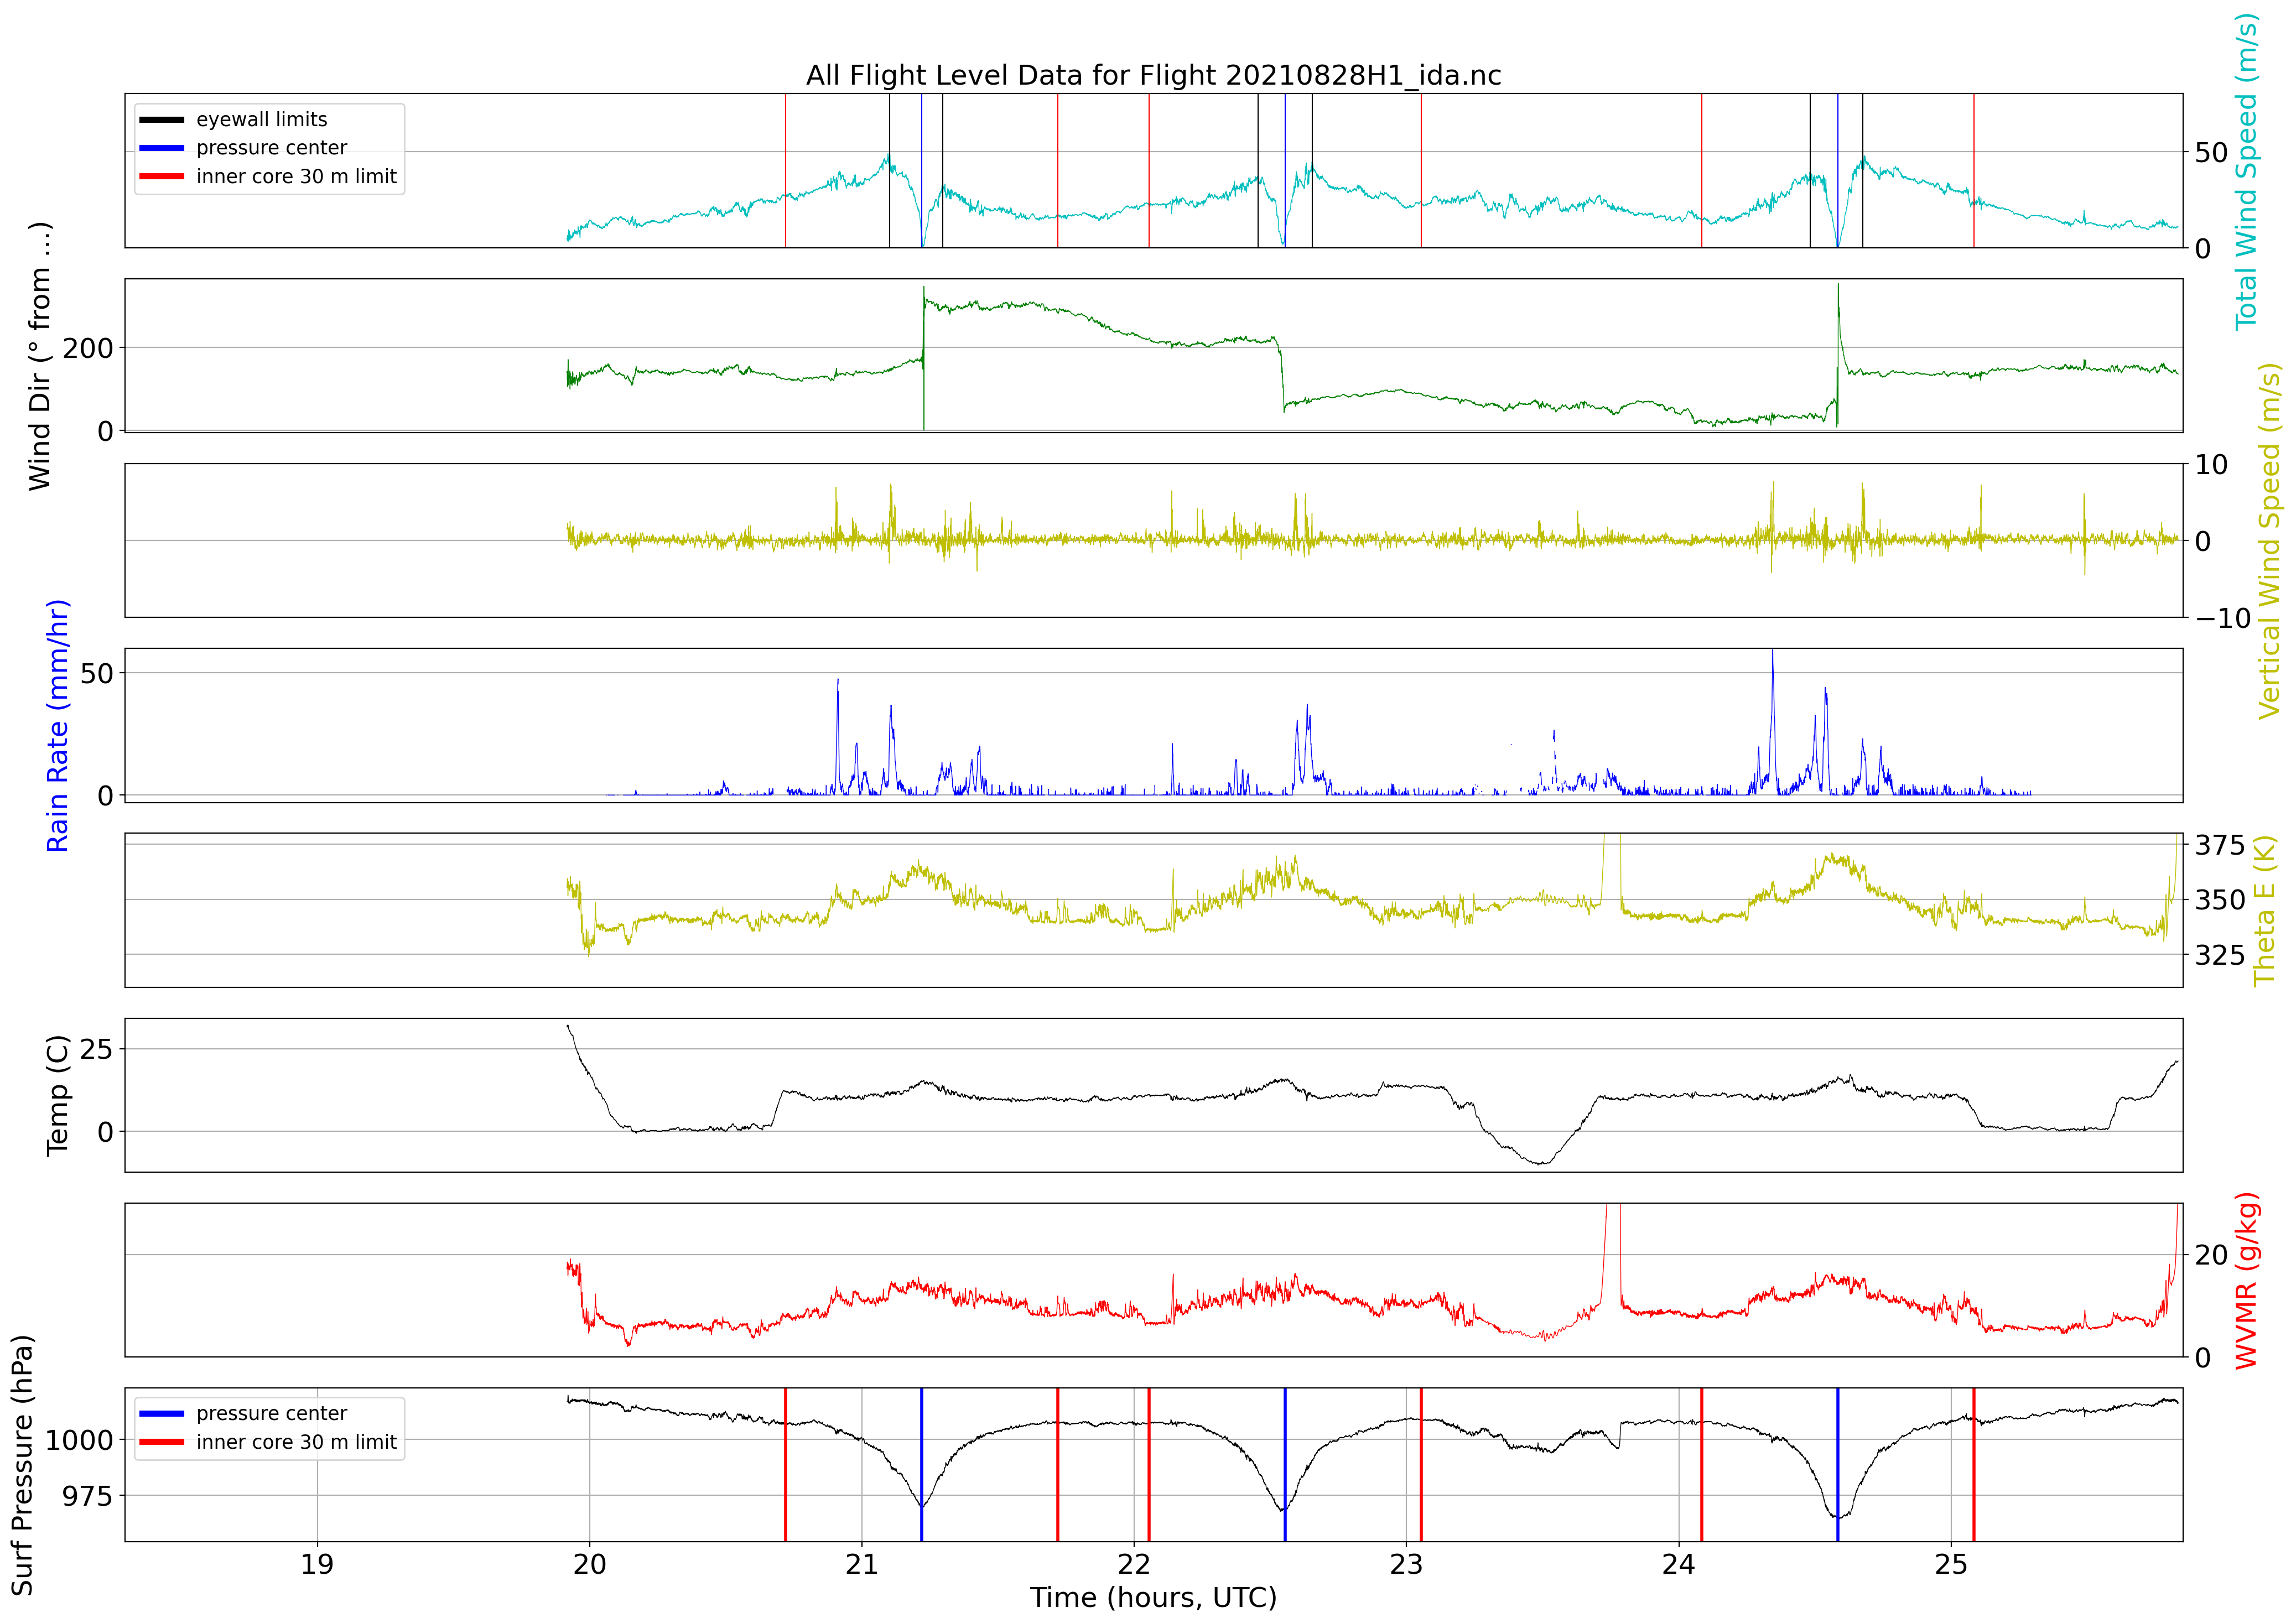 All Flight Level Data for Flight 20210828H1_ida.nc
eyewall limits
pressure center
inner core 30 m limit
50
0
Total Wind Speed (m/s)
Wind Dir (° from ...)
200
0
10
0
−10
Vertical Wind Speed (m/s)
Rain Rate (mm/hr)
50
0
375
350
325
Theta E (K)
Temp (C)
25
0
20
0
WVMR (g/kg)
Surf Pressure (hPa)
1000
975
pressure center
inner core 30 m limit
19 20 21 22 23 24 25
Time (hours, UTC)